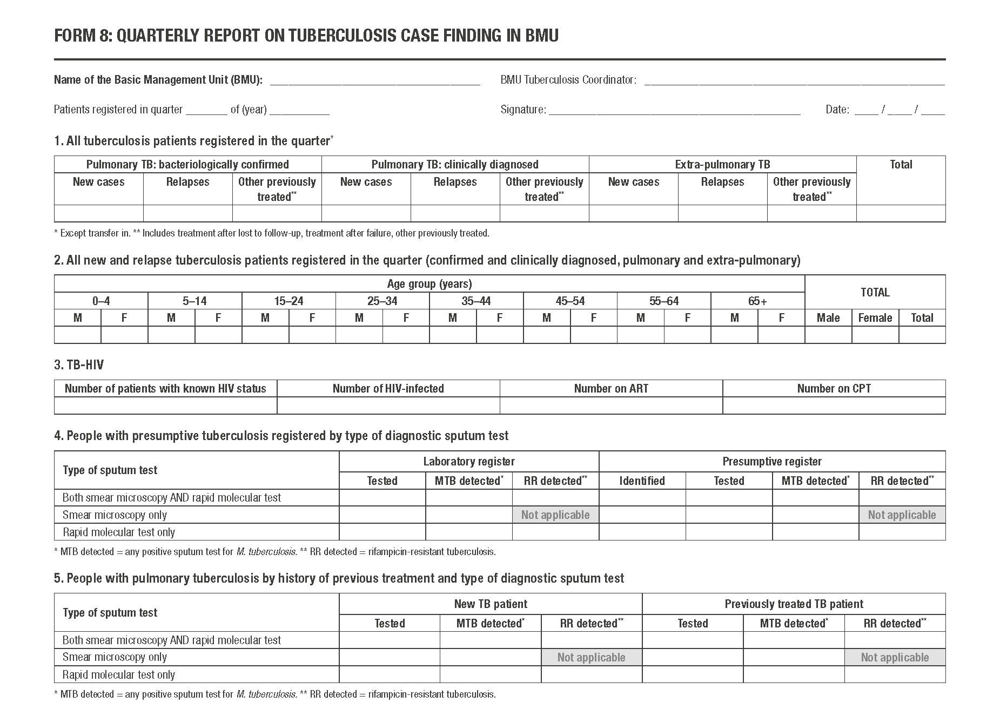 FORM 8: QUARTERLY REPORT ON TUBERCULOSIS CASE FINDING IN BMU
Name of the Basic Management Unit (BMU): ____________________ BMU Tuberculosis Coordinator: ____________________
Patients registered in quarter _______ of (year) __________ Signature: ____________________ Date: ____ / ____ / ____
1. All tuberculosis patients registered in the quarter*
Pulmonary TB: bacteriologically confirmed Pulmonary TB: clinically diagnosed Extra-pulmonary TB Total
New cases Relapses Other previously New cases Relapses Other previously New cases Relapses Other previously
treated** treated** treated**
* Except transfer in. ** Includes treatment after lost to follow-up, treatment after failure, other previously treated.
2. All new and relapse tuberculosis patients registered in the quarter (confirmed and clinically diagnosed, pulmonary and extra-pulmonary)
Age group (years)
TOTAL
0–4 5–14 15–24 25–34 35–44 45–54 55–64 65+
M F M F M F M F M F M F M F M F Male Female Total
3. TB-HIV
Number of patients with known HIV status Number of HIV-infected Number on ART Number on CPT
4. People with presumptive tuberculosis registered by type of diagnostic sputum test
Type of sputum test Laboratory register Presumptive register
Tested MTB detected* RR detected** Identified Tested MTB detected* RR detected**
Both smear microscopy AND rapid molecular test
Smear microscopy only Not applicable Not applicable
Rapid molecular test only
* MTB detected = any positive sputum test for M. tuberculosis. ** RR detected = rifampicin-resistant tuberculosis.
5. People with pulmonary tuberculosis by history of previous treatment and type of diagnostic sputum test
Type of sputum test New TB patient Previously treated TB patient
Tested MTB detected* RR detected** Tested MTB detected* RR detected**
Both smear microscopy AND rapid molecular test
Smear microscopy only Not applicable Not applicable
Rapid molecular test only
* MTB detected = any positive sputum test for M. tuberculosis. ** RR detected = rifampicin-resistant tuberculosis.